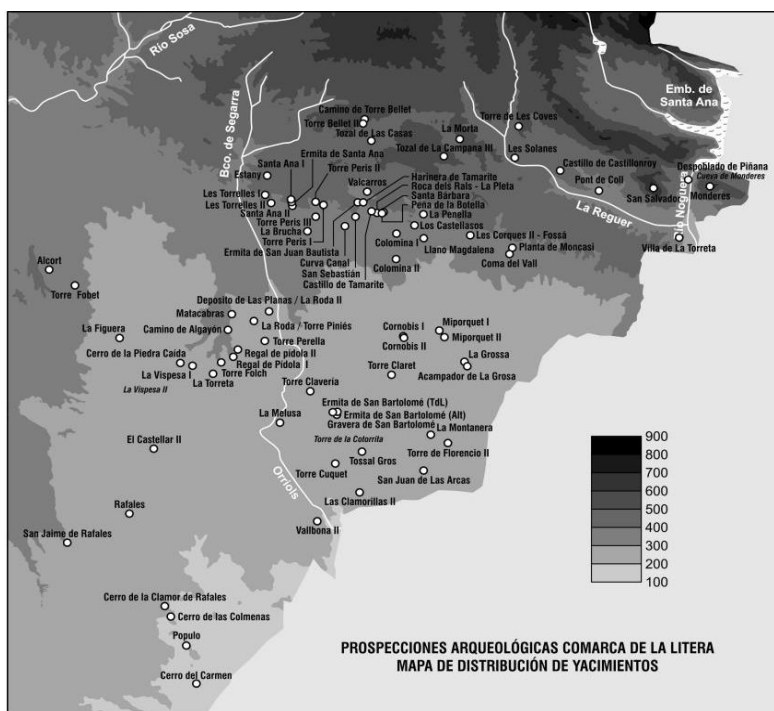 Río Sosa
Bco. de Segarra
Emb. de
Santa Ana
Camino de Torre Bellet
Torre Bellet II
Tozal de Las Casas
Torre de Les Coves
La Morta
Tozal de La Campana III
Les Solanes
Ermita de Santa Ana
Santa Ana I
Torre Peris II
Estany
Valcarros
Harinera de Tamarite
Roca dels Rals - La Pleta
Santa Bárbara
Peña de la Botella
Castillo de Castillonroy
Pont de Coll
Despoblado de Piñana
Cueva de Monderes
San Salvador
Monderes
Les Torrelles I
Les Torrelles II
Santa Ana II
Torre Peris III
La Brucha
Torre Peris I
La Penella
Los Castellasos
La Reguer
Río Noguera
Ermita de San Juan Bautista
Curva Canal
San Sebastián
Castillo de Tamarite
Colomina I
Llano Magdalena
Les Corques II - Fossá
Planta de Monçasi
Coma del Vall
Villa de La Torreta
Colomina II
Alcort
Torre Fobet
Deposito de Las Planas / La Roda II
Matacabras
La Figuera
Camino de Algayón
La Roda / Torre Piniés
Cornobis I
Cornobis II
Miporquet I
Miporquet II
Cerro de la Piedra Caída
Torre Perella
Regal de pídola II
Regal de Pídola I
La Vispesa I
La Vispesa II
La Torreta
Torre Folch
Torre Claret
La Grossa
Acampador de La Grosa
Torre Clavería
Ermita de San Bartolomé (TdL)
Ermita de San Bartolomé (Alt)
La Melusa
Gravera de San Bartolomé
La Montanera
Torre de la Cotorrita
Torre de Florencio II
El Castellar II
Tossal Gros
Torre Cuquet
San Juan de Las Arcas
Orriols
Las Clamorillas II
Rafales
Vallbona II
San Jaime de Rafales
900
800
700
600
500
400
300
200
100
Cerro de la Clamor de Rafales
Cerro de las Colmenas
Populo
Cerro del Carmen
PROSPECCIONES ARQUEOLÓGICAS COMARCA DE LA LITERA
MAPA DE DISTRIBUCIÓN DE YACIMIENTOS